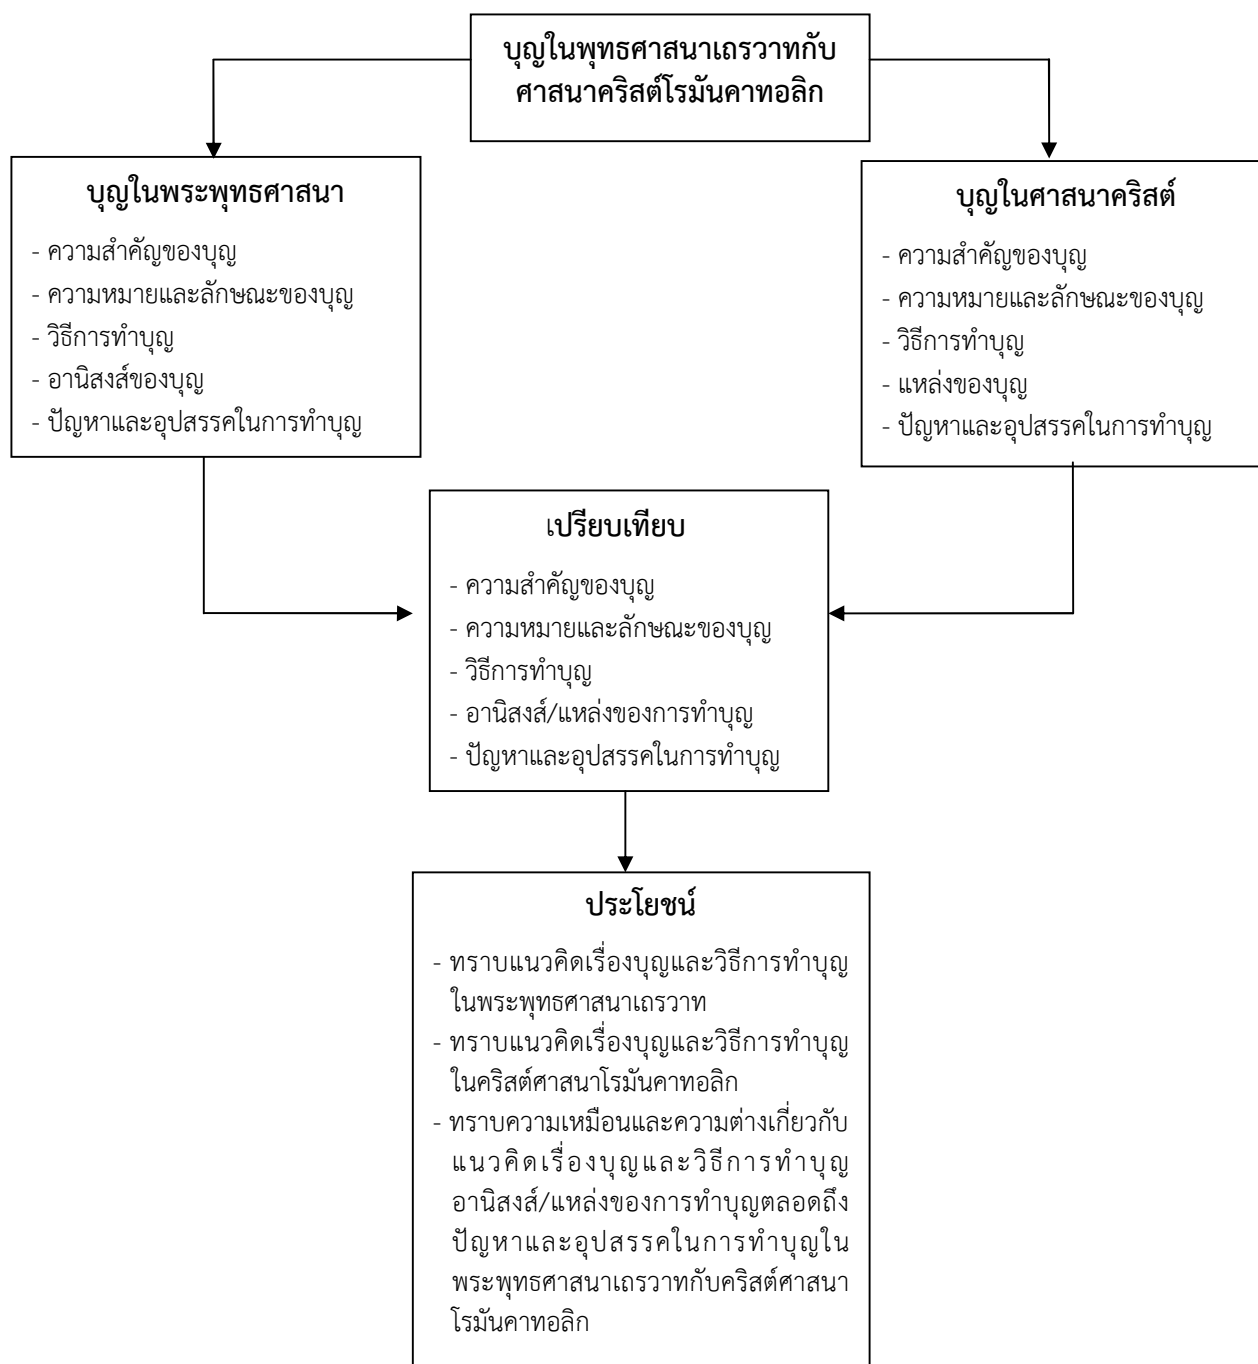 บุญในพุทธศาสนาเถรวาทกับ
ศาสนาคริสต์โรมันคาทอลิก
บุญในพระพุทธศาสนา
- ความสำคัญของบุญ
- ความหมายและลักษณะของบุญ
- วิธีการทำบุญ
- อานิสงส์ของบุญ
- ปัญหาและอุปสรรคในการทำบุญ
บุญในศาสนาคริสต์
- ความสำคัญของบุญ
- ความหมายและลักษณะของบุญ
- วิธีการทำบุญ
- แหล่งของบุญ
- ปัญหาและอุปสรรคในการทำบุญ
เปรียบเทียบ
- ความสำคัญของบุญ
- ความหมายและลักษณะของบุญ
- วิธีการทำบุญ
- อานิสงส์/แหล่งของการทำบุญ
- ปัญหาและอุปสรรคในการทำบุญ
ประโยชน์
- ทราบแนวคิดเรื่องบุญและวิธีการทำบุญ
ในพระพุทธศาสนาเถรวาท
- ทราบแนวคิดเรื่องบุญและวิธีการทำบุญ
ในคริสต์ศาสนาโรมันคาทอลิก
- ทราบความเหมือนและความต่างเกี่ยวกับ
แนวคิดเรื่องบุญและวิธีการทำบุญ
อานิสงส์/แหล่งของการทำบุญตลอดถึง
ปัญหาและอุปสรรคในการทำบุญใน
พระพุทธศาสนาเถรวาทกับคริสต์ศาสนา
โรมันคาทอลิก